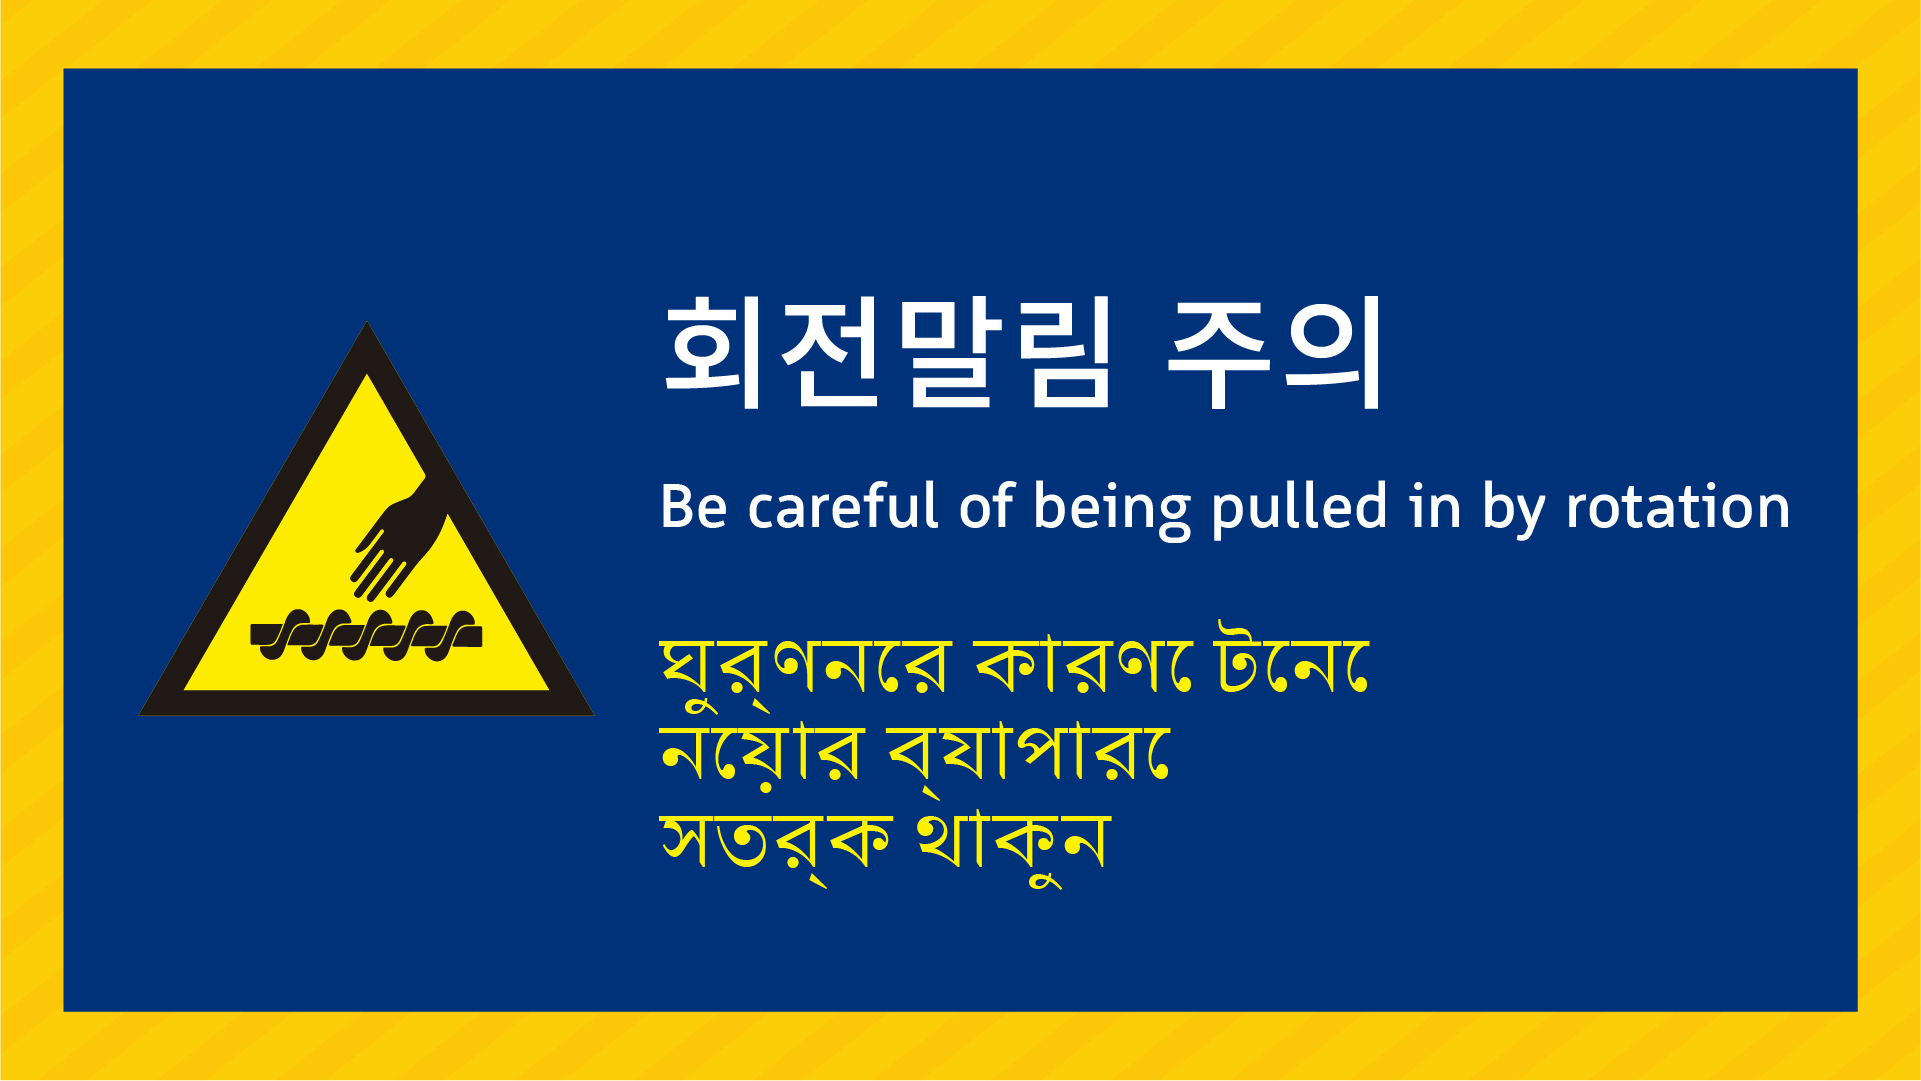 회전말림 주의
Be careful of being pulled in by rotation
ঘুর্ণনের কারণে টেনে
নেয়ার ব্যাপারে
সতর্ক থাকুন